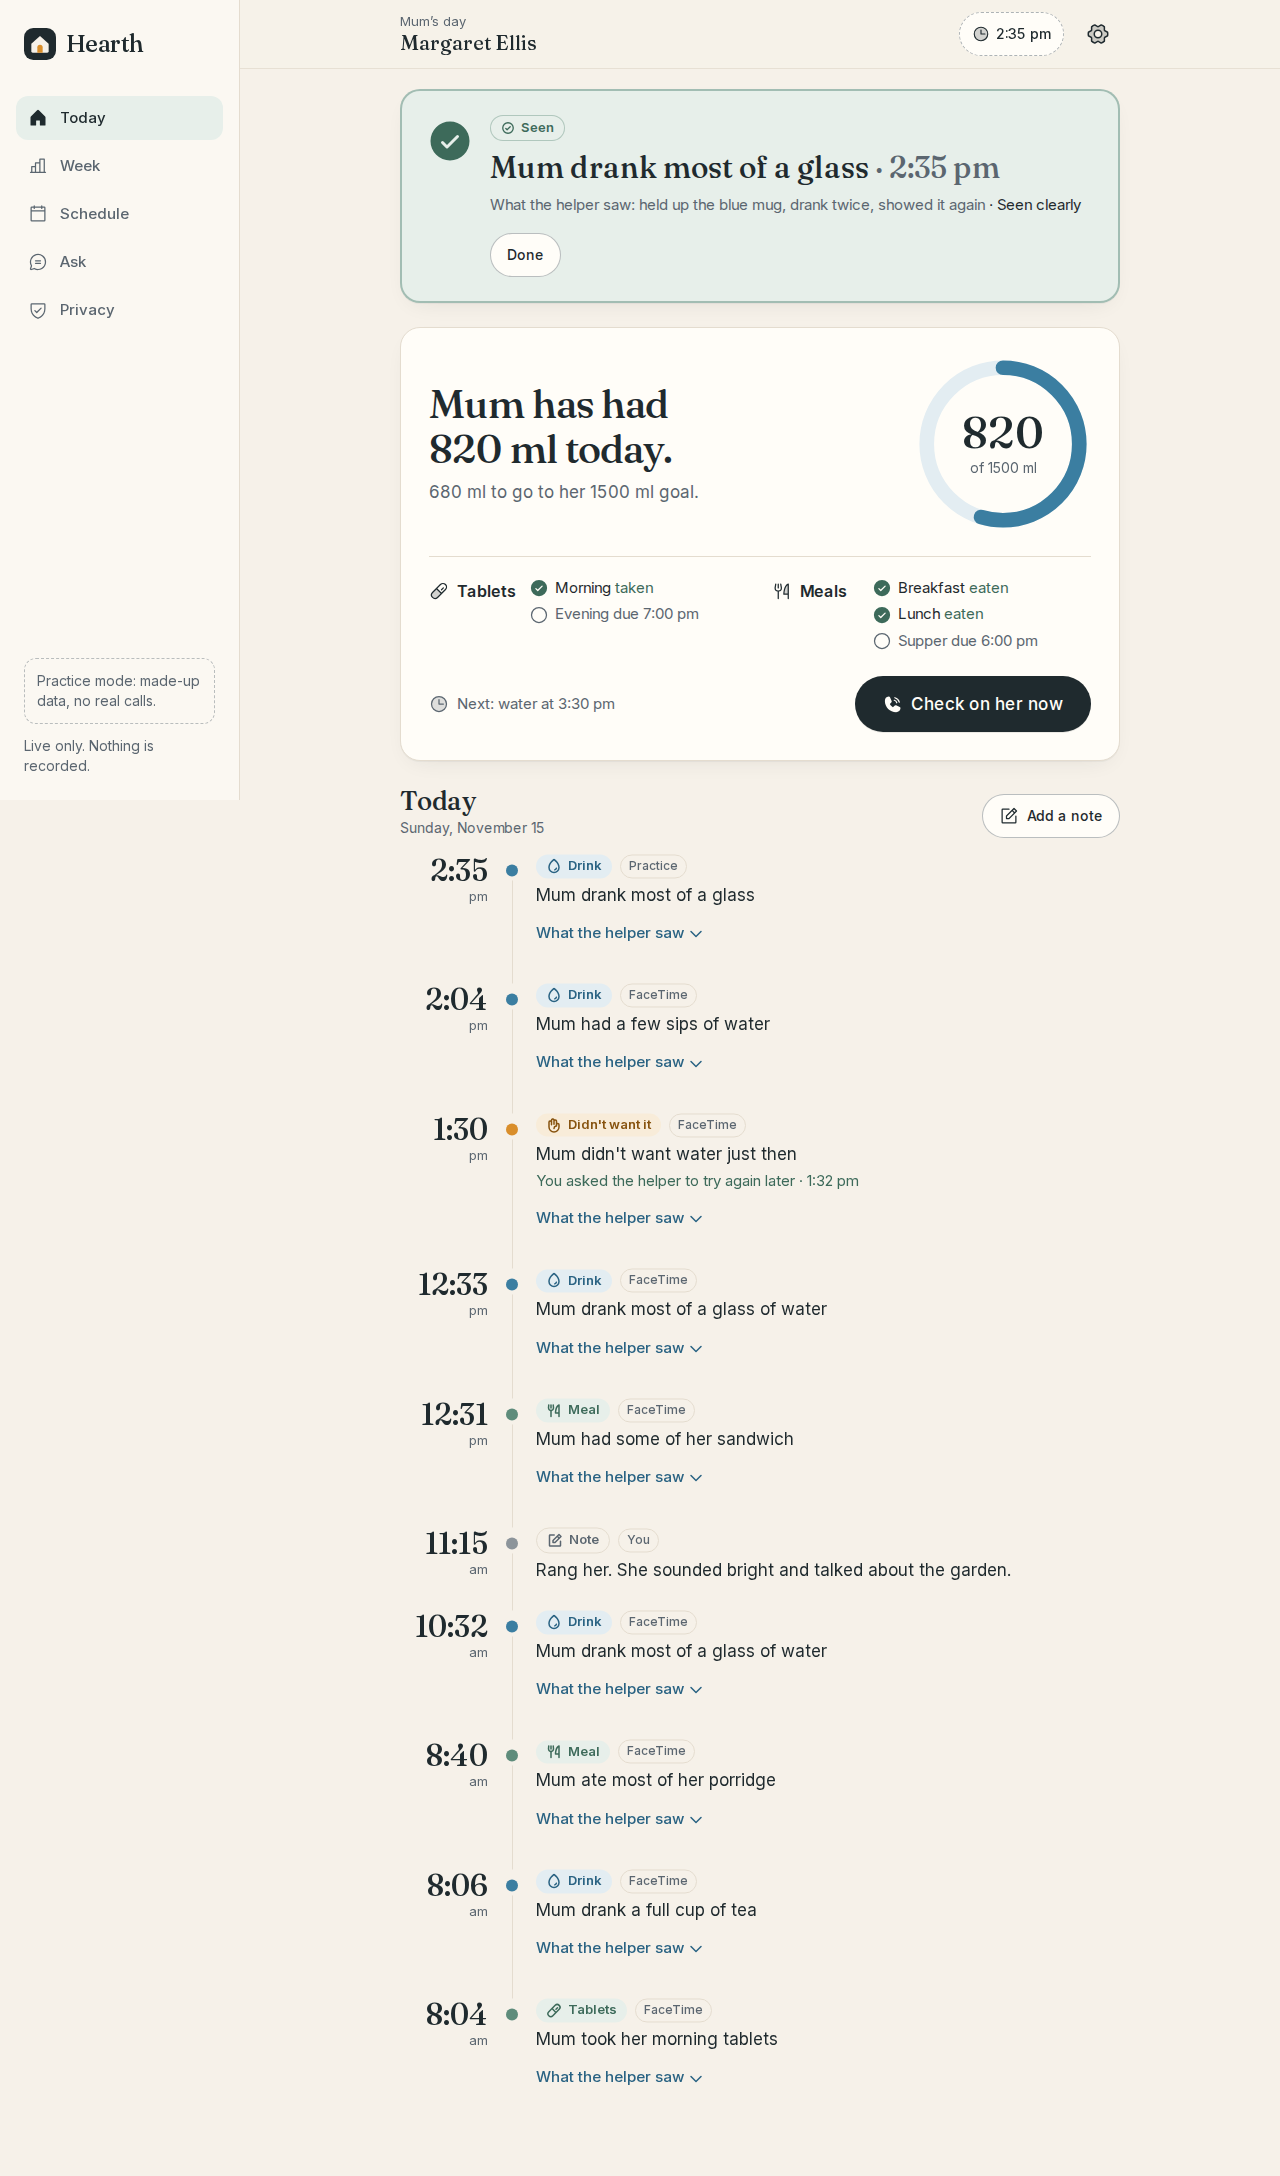 Hearth
Today
Week
Schedule
Ask
Privacy
Practice mode: made-up
data, no real calls.
Live only. Nothing is
recorded.
Mum’s day
Margaret Ellis
2:35 pm
Seen
Mum drank most of a glass · 2:35 pm
What the helper saw: held up the blue mug, drank twice, showed it again · Seen clearly
Done
Mum has had
820 ml today.
680 ml to go to her 1500 ml goal.
820
of 1500 ml
Tablets
Morning taken
Evening due 7:00 pm
Meals
Breakfast eaten
Lunch eaten
Supper due 6:00 pm
Next: water at 3:30 pm
Check on her now
Today
Sunday, November 15
Add a note
2:35
pm
Drink
Practice
Mum drank most of a glass
What the helper saw
2:04
pm
Drink
FaceTime
Mum had a few sips of water
What the helper saw
1:30
pm
Didn't want it
FaceTime
Mum didn't want water just then
You asked the helper to try again later · 1:32 pm
What the helper saw
12:33
pm
Drink
FaceTime
Mum drank most of a glass of water
What the helper saw
12:31
pm
Meal
FaceTime
Mum had some of her sandwich
What the helper saw
11:15
am
Note
You
Rang her. She sounded bright and talked about the garden.
10:32
am
Drink
FaceTime
Mum drank most of a glass of water
What the helper saw
8:40
am
Meal
FaceTime
Mum ate most of her porridge
What the helper saw
8:06
am
Drink
FaceTime
Mum drank a full cup of tea
What the helper saw
8:04
am
Tablets
FaceTime
Mum took her morning tablets
What the helper saw